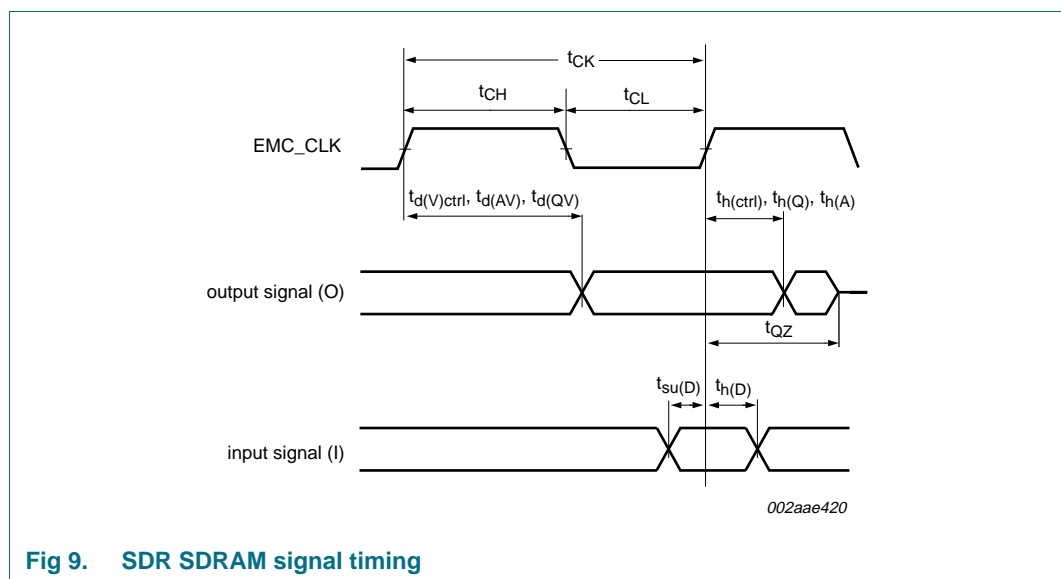 tCK
tCH tCL
EMC_CLK
td(V)ctrl, td(AV), td(QV) th(ctrl), th(Q), th(A)
output signal (O)
tQZ
tsu(D) th(D)
input signal (I)
002aae420
Fig 9. SDR SDRAM signal timing